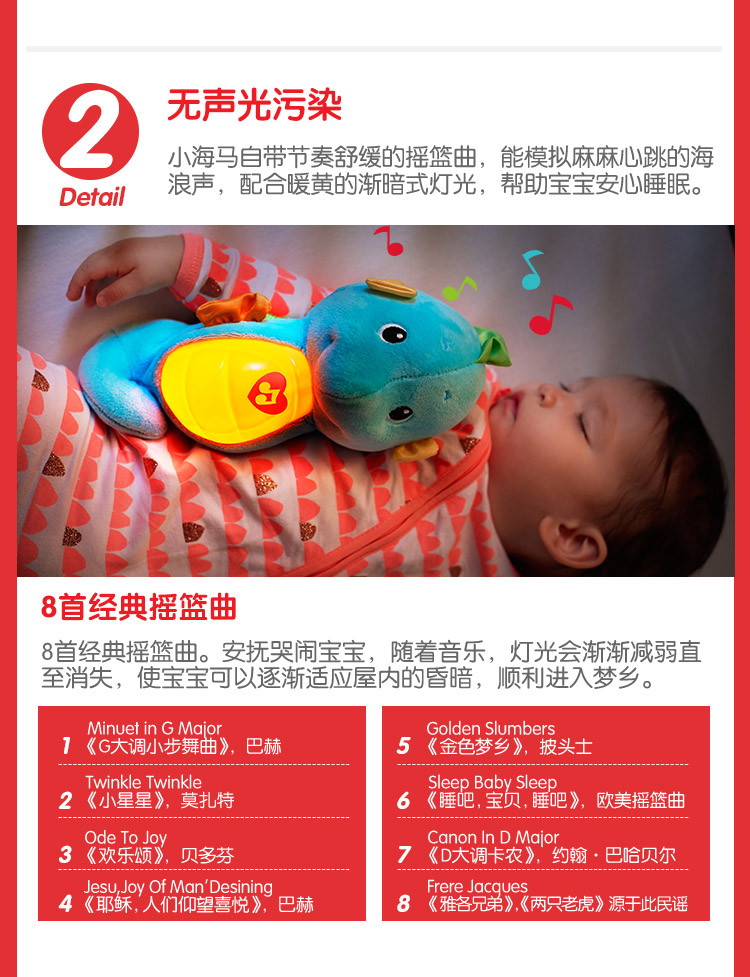 2
Detail
无声光污染
小海马自带节奏舒缓的摇篮曲，能模拟麻麻心跳的海
浪声，配合暖黄的渐暗式灯光，帮助宝宝安心睡眠。
8首经典摇篮曲
8首经典摇篮曲。安抚哭闹宝宝，随着音乐，灯光会渐渐减弱直
至消失，使宝宝可以逐渐适应屋内的昏暗，顺利进入梦乡。
1
Minuet in G Major
《G大调小步舞曲》，巴赫
2
Twinkle Twinkle
《小星星》，莫扎特
3
Ode To Joy
《欢乐颂》，贝多芬
4
Jesu,Joy Of Man'Desining
《耶稣，人们仰望喜悦》，巴赫
5
Golden Slumbers
《金色梦乡》，披头士
6
Sleep Baby Sleep
《睡吧，宝贝，睡吧》，欧美摇篮曲
7
Canon In D Major
《D大调卡农》，约翰·巴哈贝尔
8
Frere Jacques
《雅各兄弟》，《两只老虎》源于此民谣